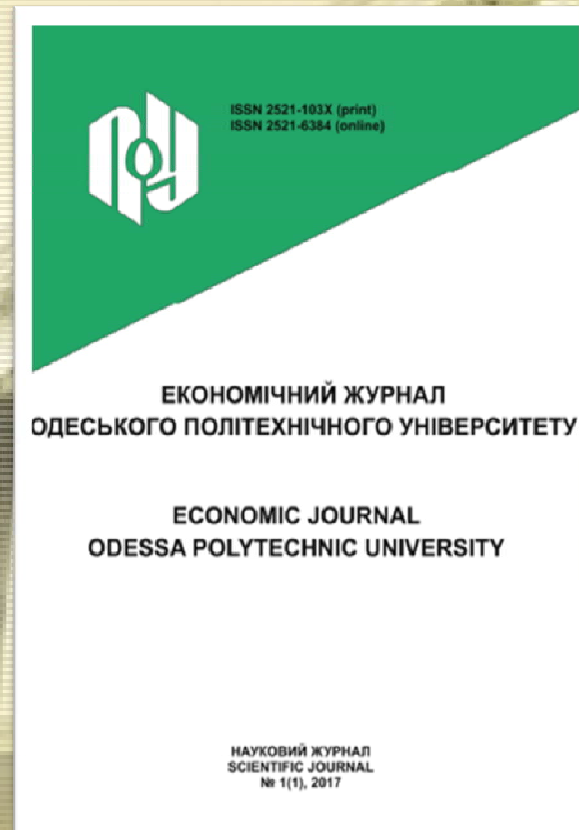 ISSN 2521-103X (print)
ISSN 2521-6384 (online)
ЕКОНОМІЧНИЙ ЖУРНАЛ
ОДЕСЬКОГО ПОЛІТЕХНІЧНОГО УНІВЕРСИТЕТУ
ECONOMIC JOURNAL
ODESSA POLYTECHNIC UNIVERSITY
НАУКОВИЙ ЖУРНАЛ
SCIENTIFIC JOURNAL
№ 1(1), 2017